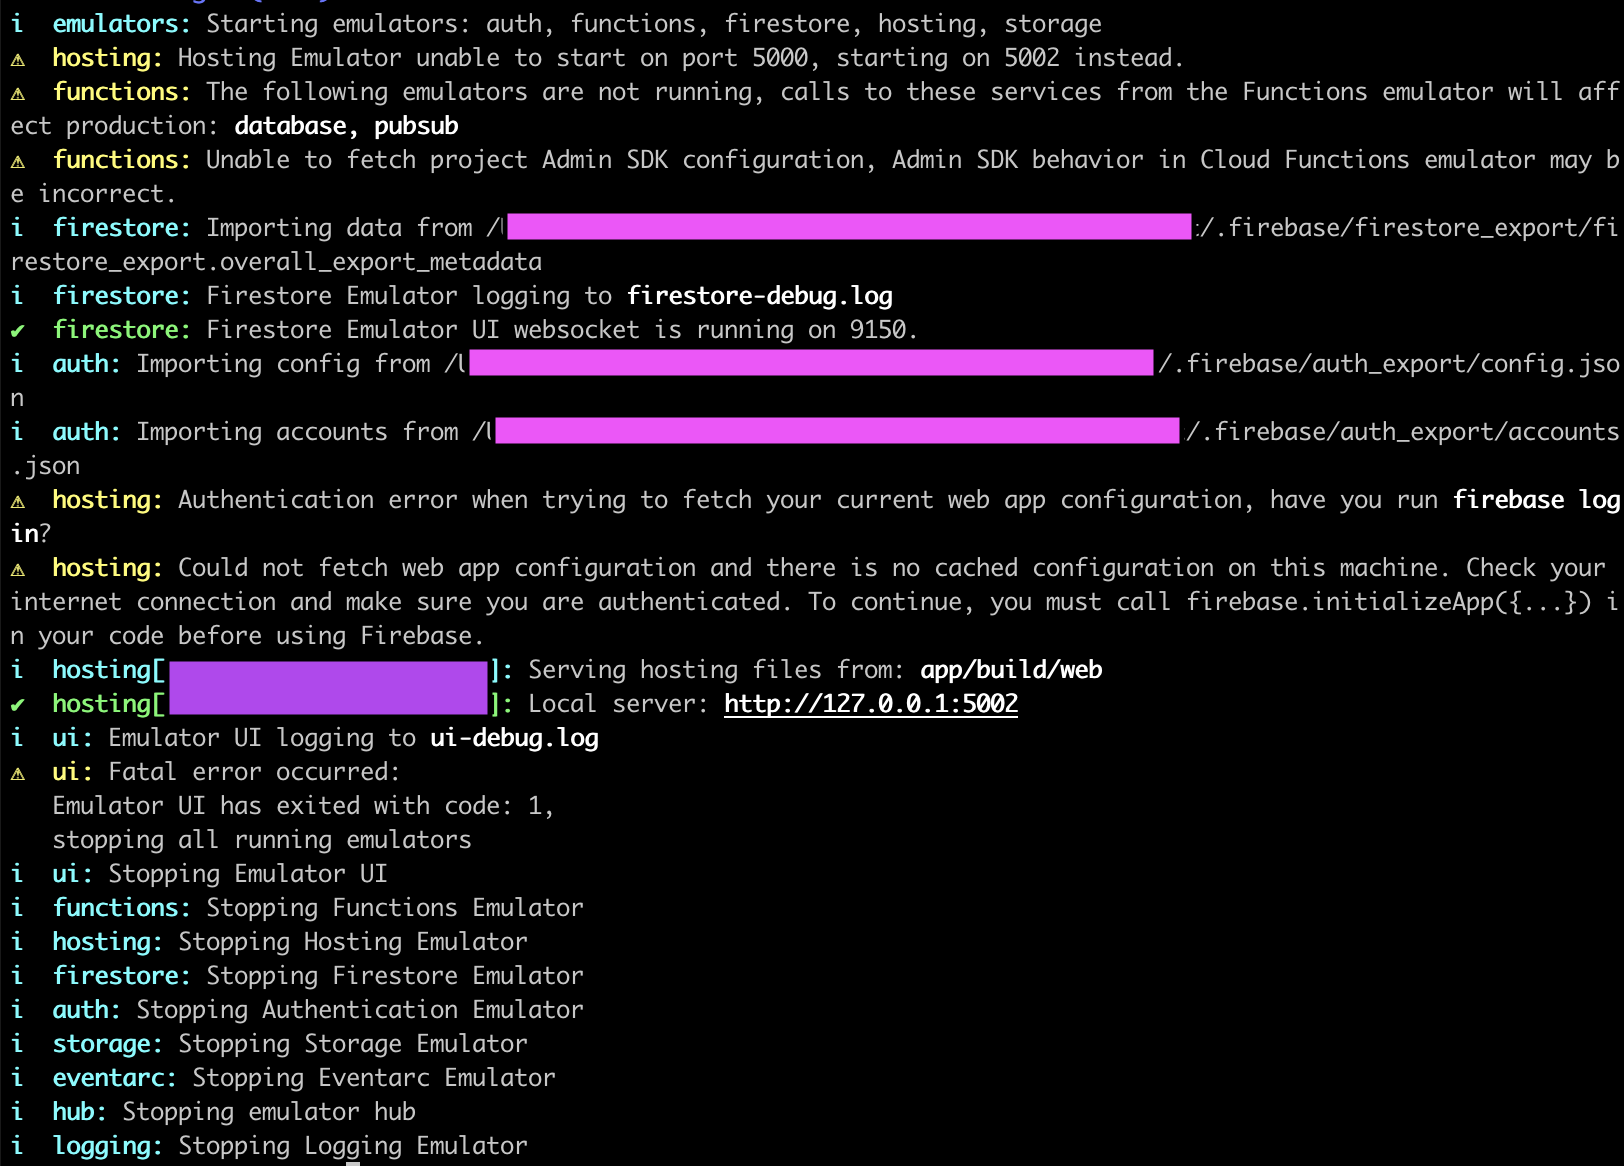 i  emulators: Starting emulators: auth, functions, firestore, hosting, storage
⚠  hosting: Hosting Emulator unable to start on port 5000, starting on 5002 instead.
⚠  functions: The following emulators are not running, calls to these services from the Functions emulator will aff
ect production: database, pubsub
⚠  functions: Unable to fetch project Admin SDK configuration, Admin SDK behavior in Cloud Functions emulator may b
e incorrect.
i  firestore: Importing data from / :/.firebase/firestore_export/fi
restore_export.overall_export_metadata
i  firestore: Firestore Emulator logging to firestore-debug.log
✔  firestore: Firestore Emulator UI websocket is running on 9150.
i  auth: Importing config from / /.firebase/auth_export/config.jso
n
i  auth: Importing accounts from / /.firebase/auth_export/accounts
.json
⚠  hosting: Authentication error when trying to fetch your current web app configuration, have you run firebase log
in?
⚠  hosting: Could not fetch web app configuration and there is no cached configuration on this machine. Check your
internet connection and make sure you are authenticated. To continue, you must call firebase.initializeApp({...}) i
n your code before using Firebase.
i  hosting[ ]: Serving hosting files from: app/build/web
✔  hosting[ ]: Local server: http://127.0.0.1:5002
i  ui: Emulator UI logging to ui-debug.log
⚠  ui: Fatal error occurred:
   Emulator UI has exited with code: 1,
   stopping all running emulators
i  ui: Stopping Emulator UI
i  functions: Stopping Functions Emulator
i  hosting: Stopping Hosting Emulator
i  firestore: Stopping Firestore Emulator
i  auth: Stopping Authentication Emulator
i  storage: Stopping Storage Emulator
i  eventarc: Stopping Eventarc Emulator
i  hub: Stopping emulator hub
i  logging: Stopping Logging Emulator